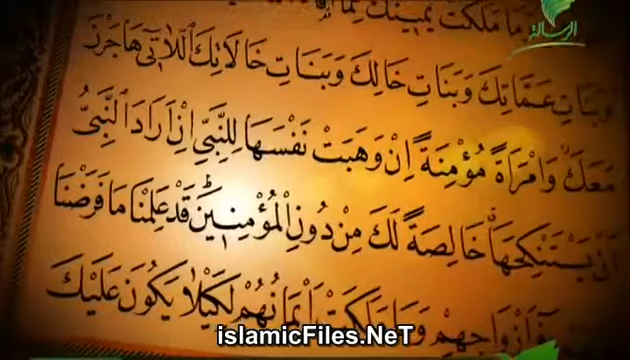 مَا مَلَكَتْ يَمِينُكَ مِمَّا
الرسالة
وَبَنَاتِ عَمَّاتِكَ وَبَنَاتِ خَالِكَ وَبَنَاتِ خَالَاتِكَ اللَّاتِي هَاجَرْنَ
مَعَكَ وَامْرَأَةً مُؤْمِنَةً إِنْ وَهَبَتْ نَفْسَهَا لِلنَّبِيِّ إِنْ أَرَادَ النَّبِيُّ
أَنْ يَسْتَنْكِحَهَا خَالِصَةً لَكَ مِنْ دُونِ الْمُؤْمِنِينَ قَدْ عَلِمْنَا مَا فَرَضْنَا
أَزْوَاجِهِمْ وَمَا مَلَكَتْ أَيْمَانُهُمْ لِكَيْلَا يَكُونَ عَلَيْكَ
islamicFiles.NeT